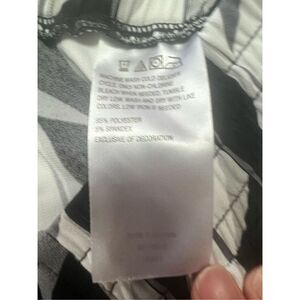 MACHINE WASH COLD DELICATE
CYCLE. ONLY NON-CHLORINE
BLEACH WHEN NEEDED. TUMBLE
DRY LOW. WASH AND DRY WITH LIKE
COLORS. LOW IRON IF NEEDED.
95% POLYESTER
5% SPANDEX
EXCLUSIVE OF DECORATION